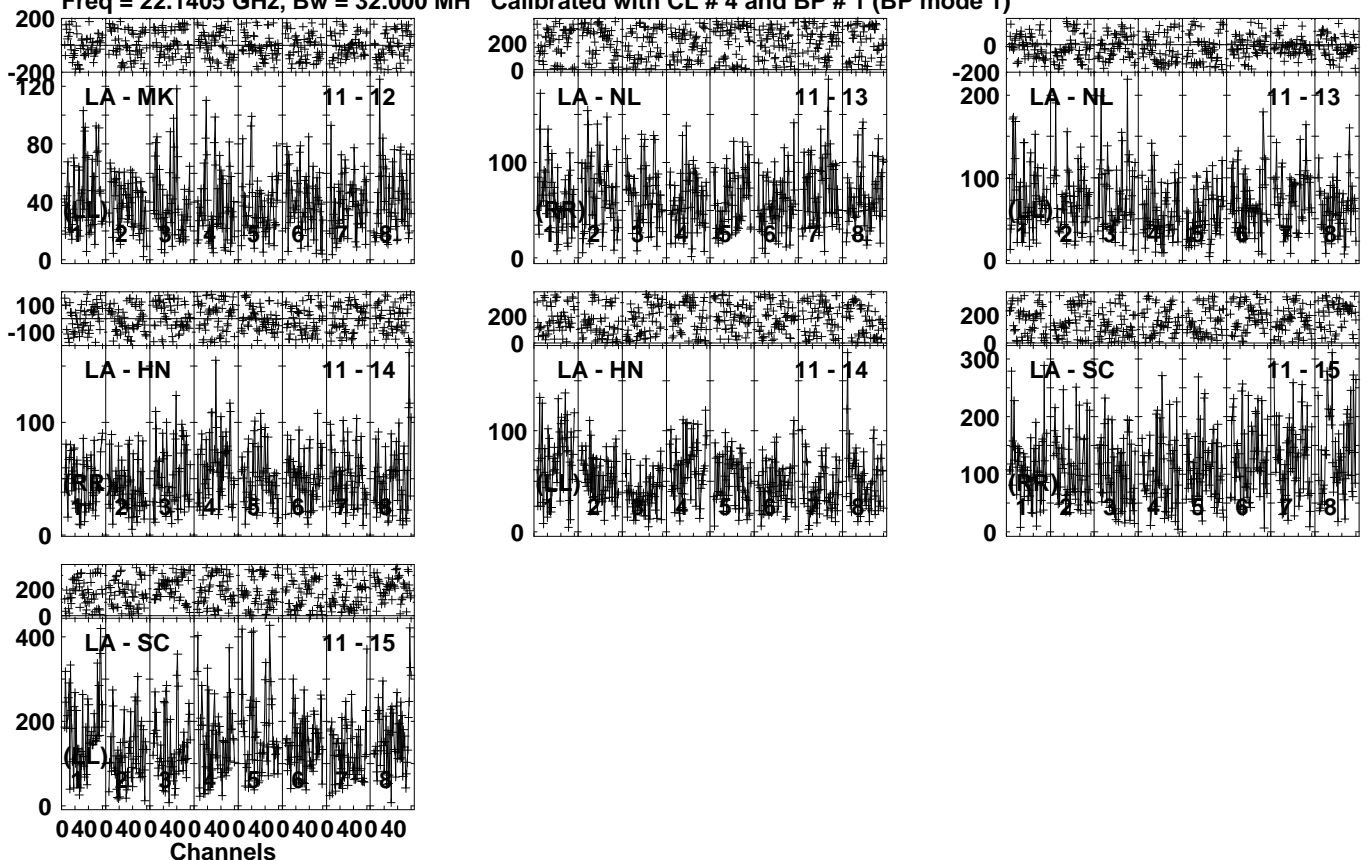 Freq = 22.1405 GHz, Bw = 32.000 MH Calibrated with CL # 4 and BP # 1 (BP mode 1)
200
-200
120
80
40
0
LA - MK 11 - 12
(LL)
1 2 3 4 5 6 7 8
200
0
100
0
LA - NL 11 - 13
(RR)
1 2 3 4 5 6 7 8
0
-200
200
100
0
LA - NL 11 - 13
(LL)
1 2 3 4 5 6 7 8
100
-100
100
0
LA - HN 11 - 14
(RR)
1 2 3 4 5 6 7 8
200
0
100
0
LA - HN 11 - 14
(LL)
1 2 3 4 5 6 7 8
200
0
300
200
100
0
LA - SC 11 - 15
(RR)
1 2 3 4 5 6 7 8
200
0
400
200
0
LA - SC 11 - 15
(LL)
1 2 3 4 5 6 7 8
0 40 0 40 0 40 0 40 0 40 0 40 0 40 0 40
Channels